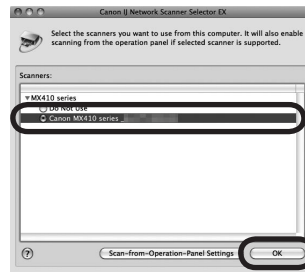 Canon IJ Network Scanner Selector EX
Select the scanners you want to use from this computer. It will also enable
scanning from the operation panel if selected scanner is supported.
Scanners:
▼MX410 series
Do Not Use
Canon MX410 series _
?
Scan-from-Operation-Panel Settings
OK